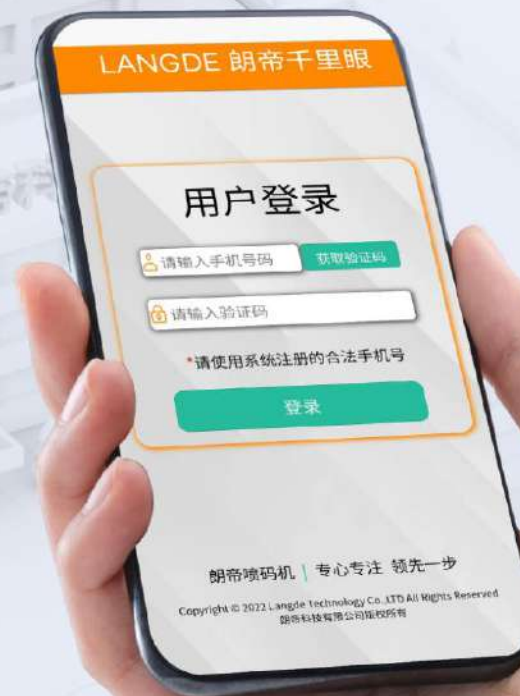 LANGDE 朗帝千里眼
用户登录
请输入手机号码 获取验证码
请输入验证码
*请使用系统注册的合法手机号
登录
朗帝喷码机 | 专心专注 领先一步
Copyright © 2022 Langde Technology Co.,LTD All Rights Reserved
朗帝科技有限公司版权所有